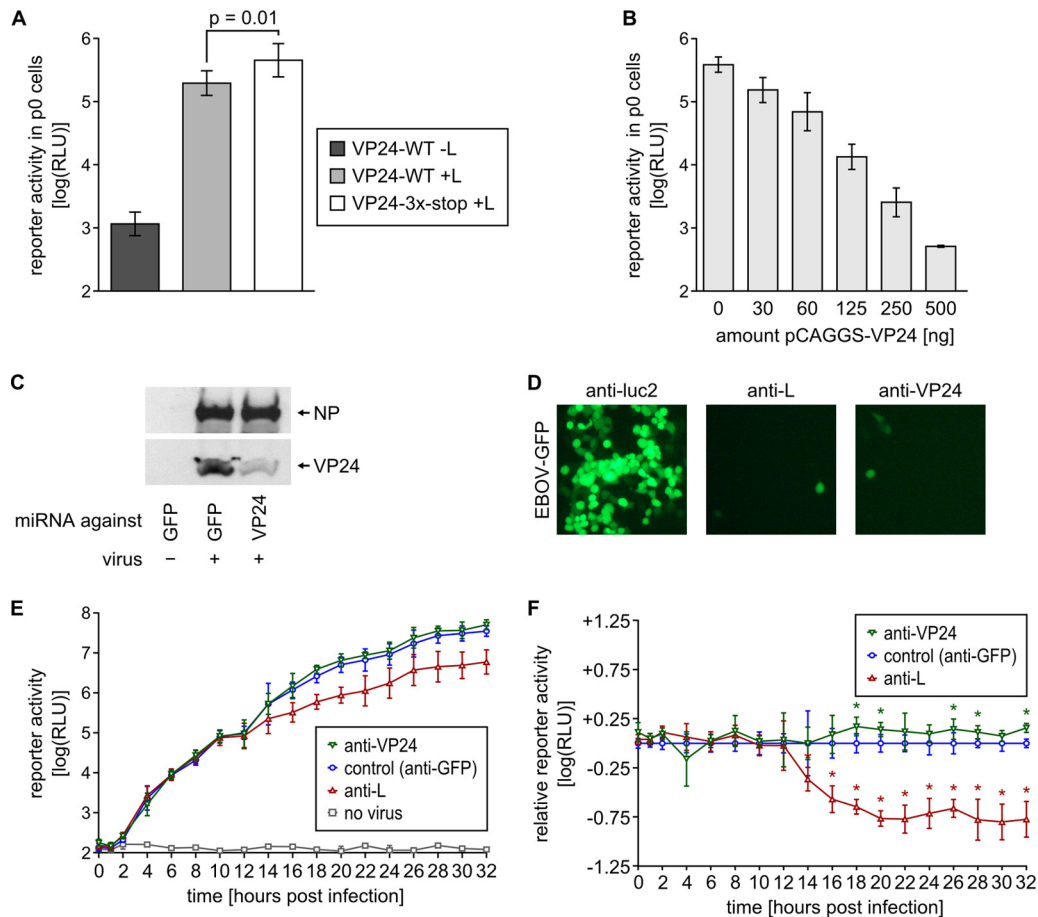 A
p = 0.01
reporter activity in p0 cells
[log(RLU)]
6
5
4
3
2
VP24-WT -L
VP24-WT +L
VP24-3x-stop +L
B
reporter activity in p0 cells
[log(RLU)]
6
5
4
3
2
0 30 60 125 250 500
amount pCAGGS-VP24 [ng]
C
NP
VP24
miRNA against
GFP GFP VP24
virus
– + +
D
anti-luc2 anti-L anti-VP24
EBOV-GFP
E
reporter activity
[log(RLU)]
8
7
6
5
4
3
2
anti-VP24
control (anti-GFP)
anti-L
no virus
0 2 4 6 8 10 12 14 16 18 20 22 24 26 28 30 32
time [hours post infection]
F
relative reporter activity
[log(RLU)]
+1.25
+0.75
+0.25
-0.25
-0.75
-1.25
anti-VP24
control (anti-GFP)
anti-L
* * * * *
* * * * * * * * *
0 2 4 6 8 10 12 14 16 18 20 22 24 26 28 30 32
time [hours post infection]